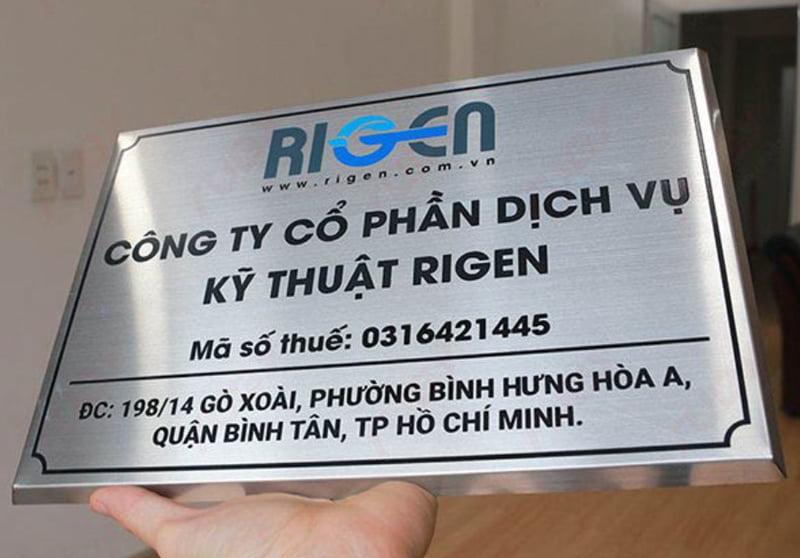 RIGEN
www.rigen.com.vn
CÔNG TY CỔ PHẦN DỊCH VỤ
KỸ THUẬT RIGEN
Mã số thuế: 0316421445
ĐC: 198/14 GÒ XOÀI, PHƯỜNG BÌNH HƯNG HÒA A,
QUẬN BÌNH TÂN, TP HỒ CHÍ MINH.